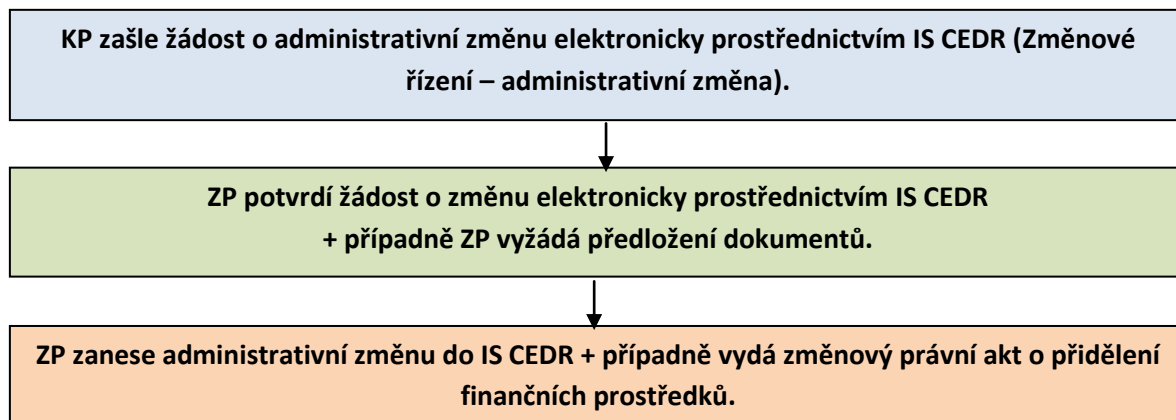 KP zašle žádost o administrativní změnu elektronicky prostřednictvím IS CEDR (Změnové
řízení – administrativní změna).
ZP potvrdí žádost o změnu elektronicky prostřednictvím IS CEDR
+ případně ZP vyžádá předložení dokumentů.
ZP zanese administrativní změnu do IS CEDR + případně vydá změnový právní akt o přidělení
finančních prostředků.